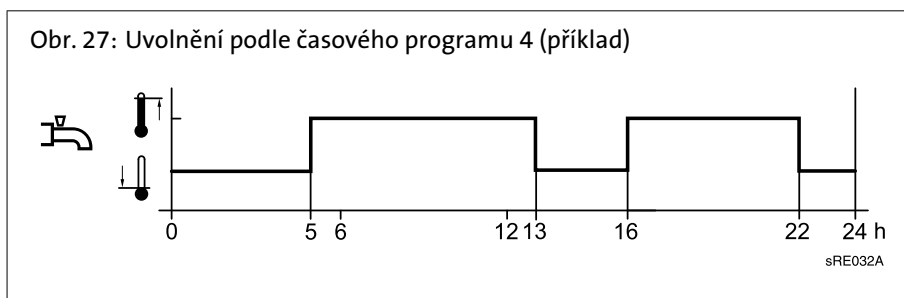 Obr. 27: Uvolnění podle časového programu 4 (příklad)
0 5 6 12 13 16 22 24 h
sRE032A